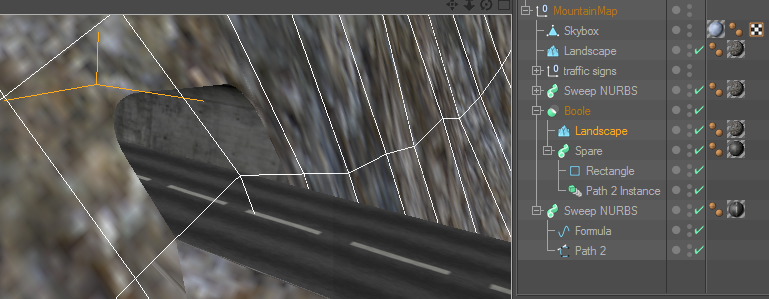 MountainMap
Skybox
Landscape
traffic signs
Sweep NURBS
Boole
Landscape
Spare
Rectangle
Path 2 Instance
Sweep NURBS
Formula
Path 2